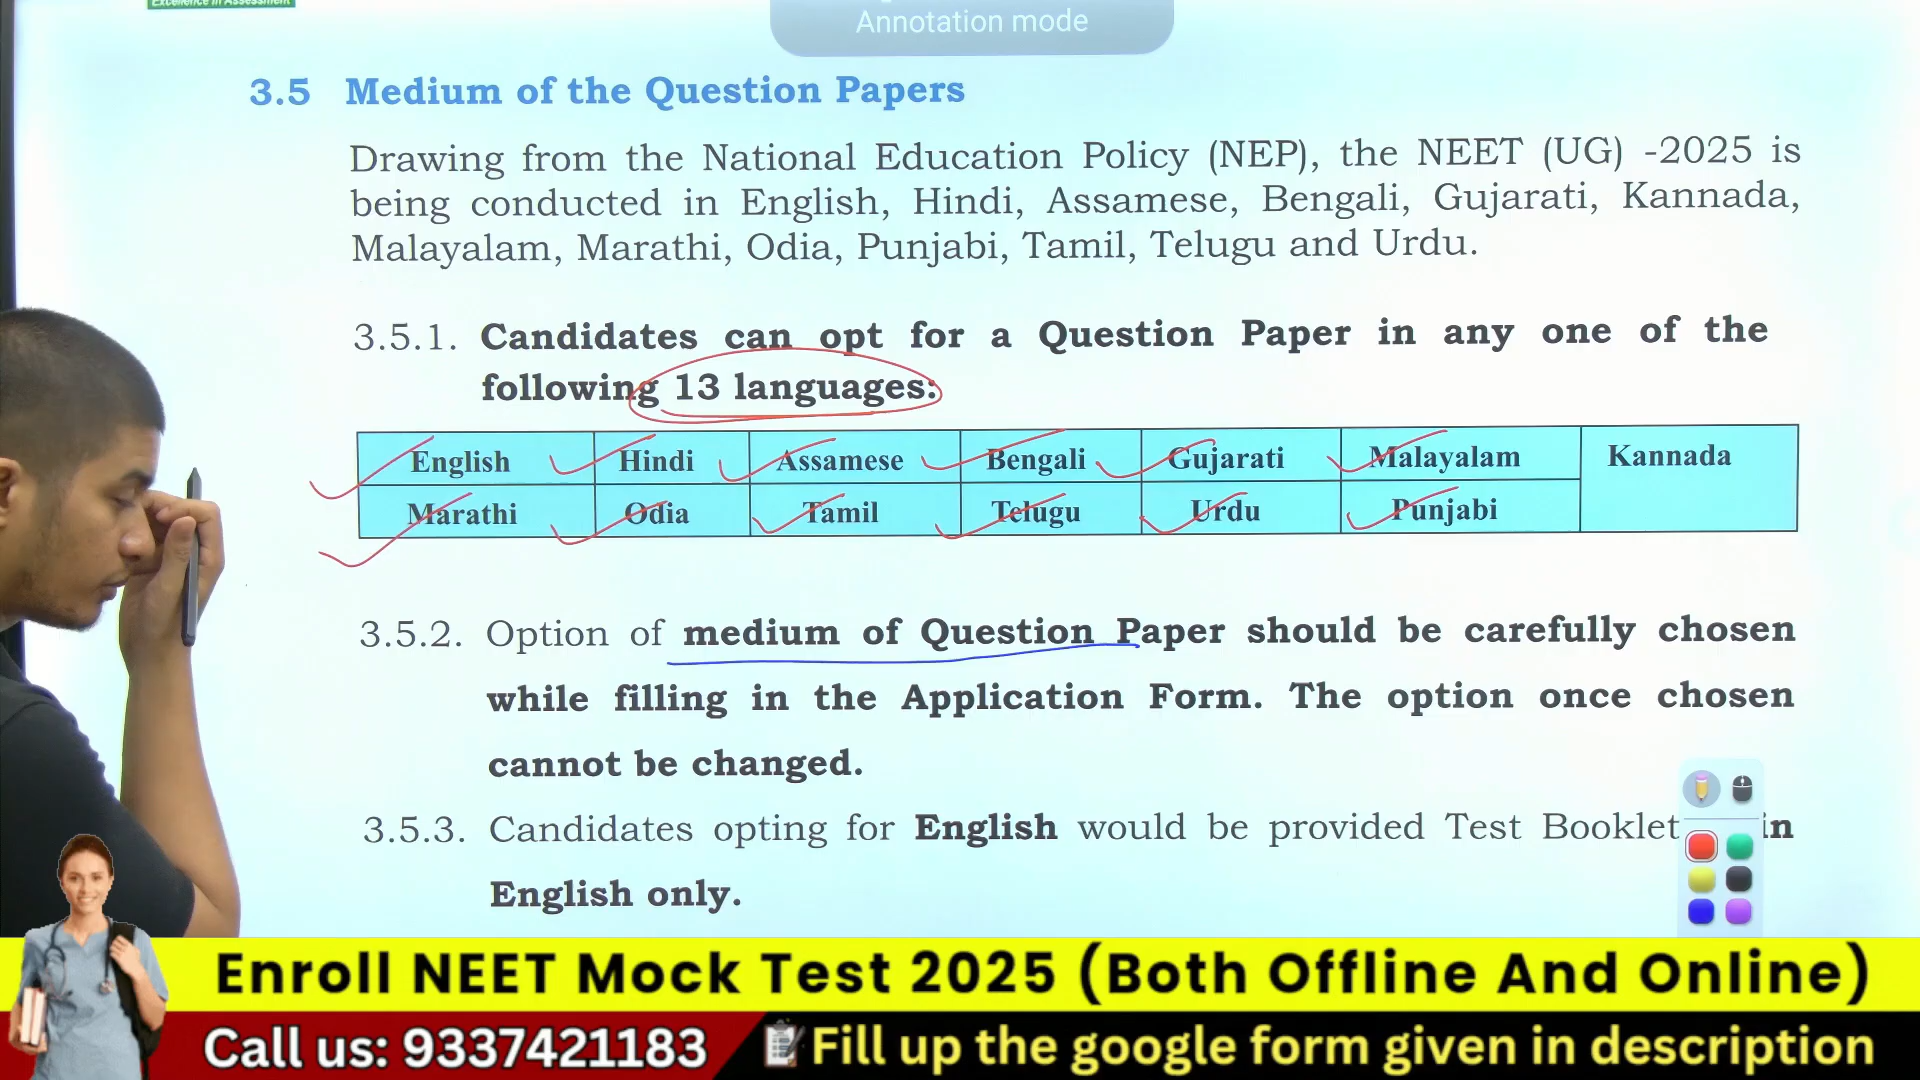 Excellence in Assessment
Annotation mode
3.5 Medium of the Question Papers
Drawing from the National Education Policy (NEP), the NEET (UG) -2025 is
being conducted in English, Hindi, Assamese, Bengali, Gujarati, Kannada,
Malayalam, Marathi, Odia, Punjabi, Tamil, Telugu and Urdu.
3.5.1. Candidates can opt for a Question Paper in any one of the
following 13 languages:
English Hindi Assamese Bengali Gujarati Malayalam Kannada
Marathi Odia Tamil Telugu Urdu Punjabi
3.5.2. Option of medium of Question Paper should be carefully chosen
while filling in the Application Form. The option once chosen
cannot be changed.
3.5.3. Candidates opting for English would be provided Test Booklet in
English only.
Enroll NEET Mock Test 2025 (Both Offline And Online)
Call us: 9337421183 Fill up the google form given in description